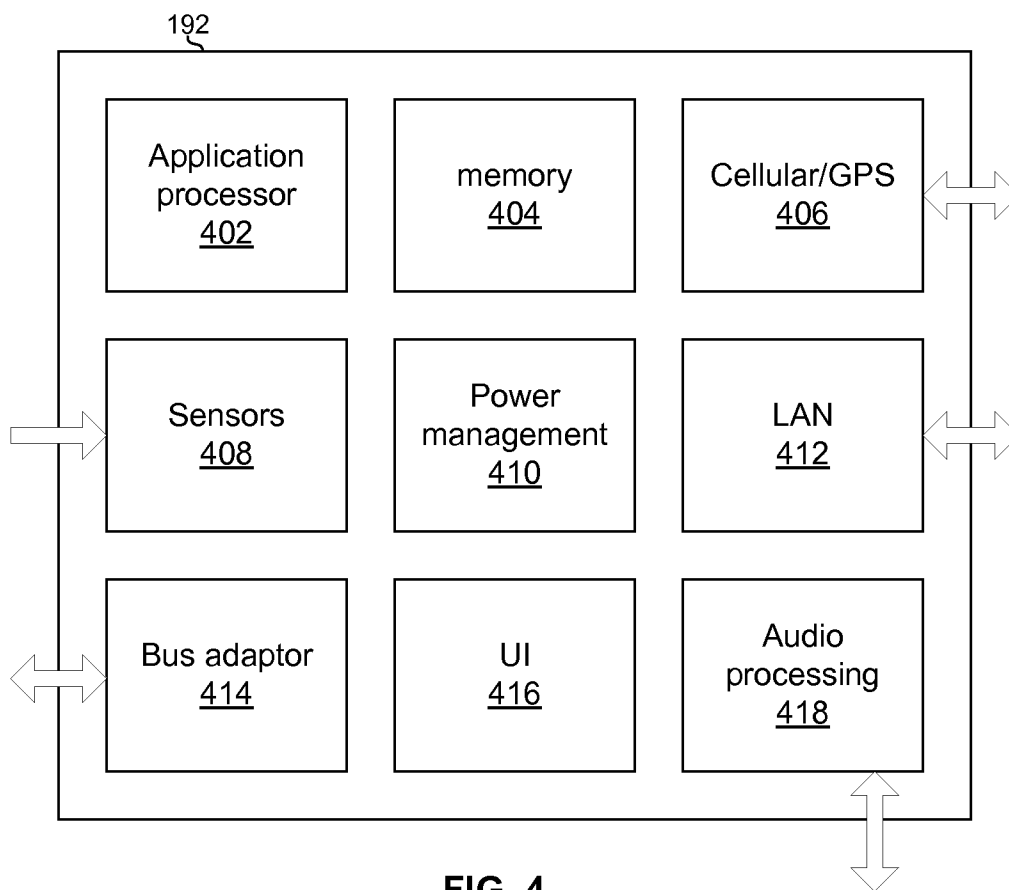 192
Application
processor
402
memory
404
Cellular/GPS
406
Sensors
408
Power
management
410
LAN
412
Bus adaptor
414
UI
416
Audio
processing
418
FIG. 4